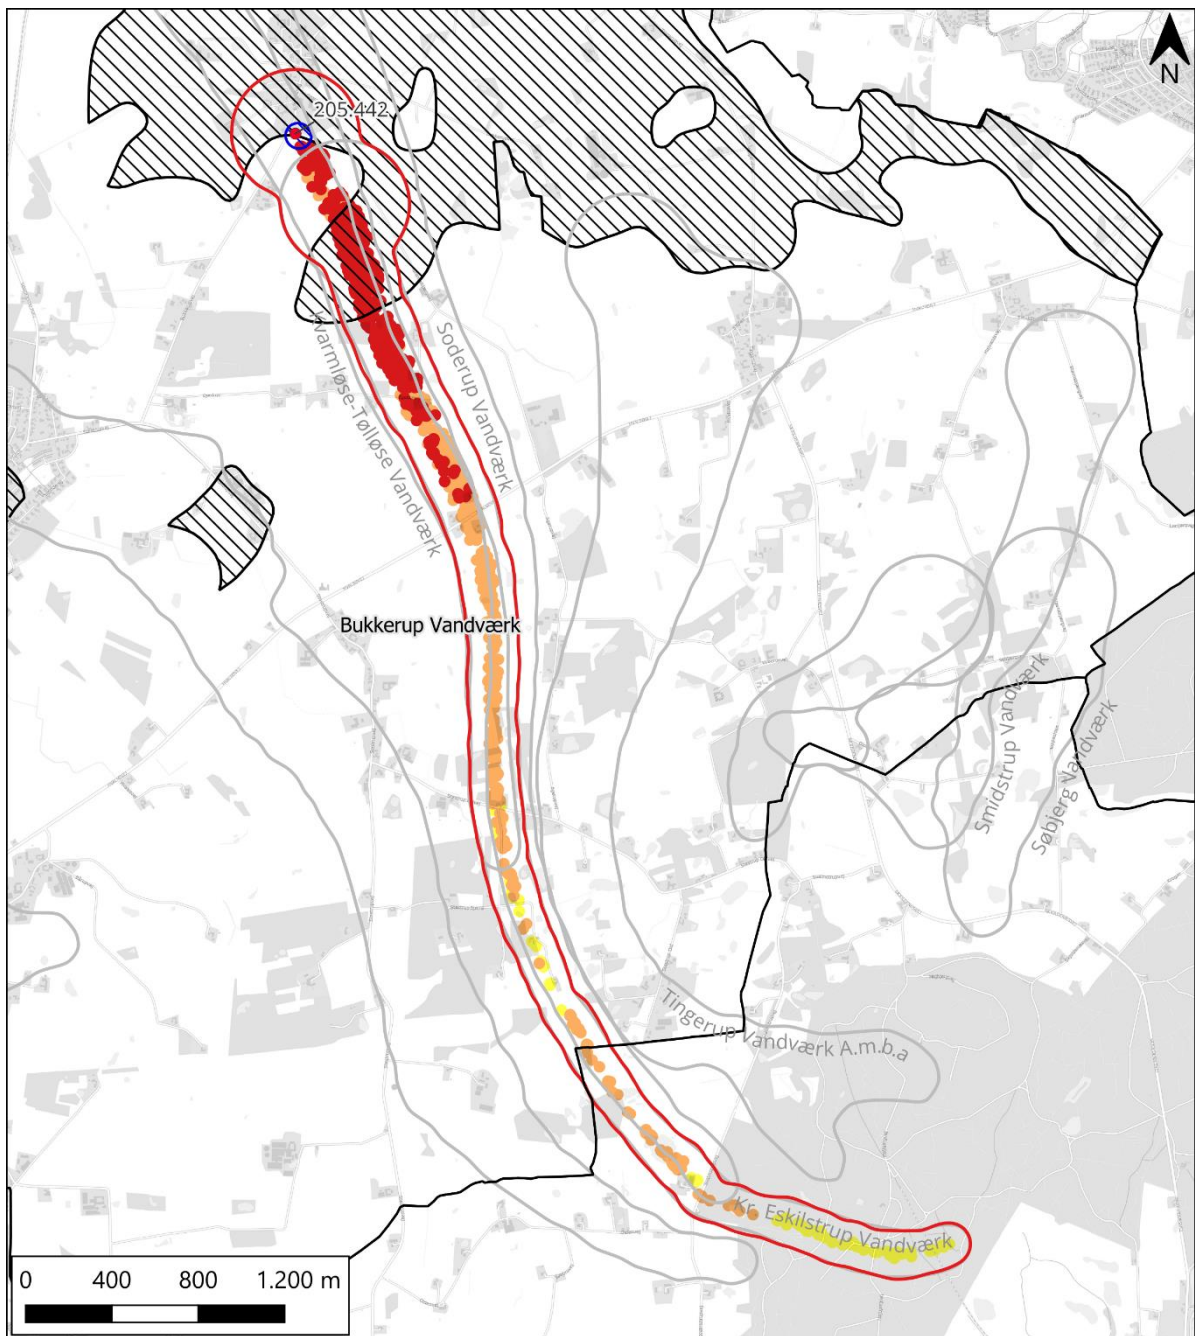 N
205.442
Kvarmløse-Tølløse Vandværk
Soderup Vandværk
Bukkerup Vandværk
Smidstrup Vandværk
Søbjerg Vandværk
Tingerup Vandværk A.m.b.a
Kr. Eskilstrup Vandværk
0 400 800 1.200 m